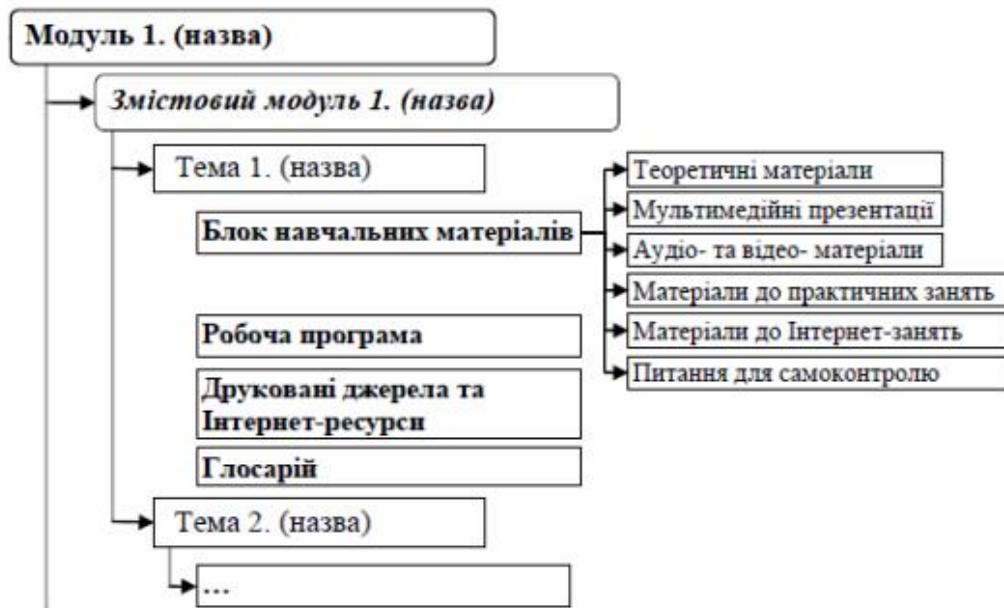 Модуль 1. (назва)
Змістовий модуль 1. (назва)
Тема 1. (назва)
Блок навчальних матеріалів
Теоретичні матеріали
Мультимедійні презентації
Аудіо- та відео- матеріали
Матеріали до практичних занять
Матеріали до Інтернет-занять
Питання для самоконтролю
Робоча програма
Друковані джерела та
Інтернет-ресурси
Глосарій
Тема 2. (назва)
...